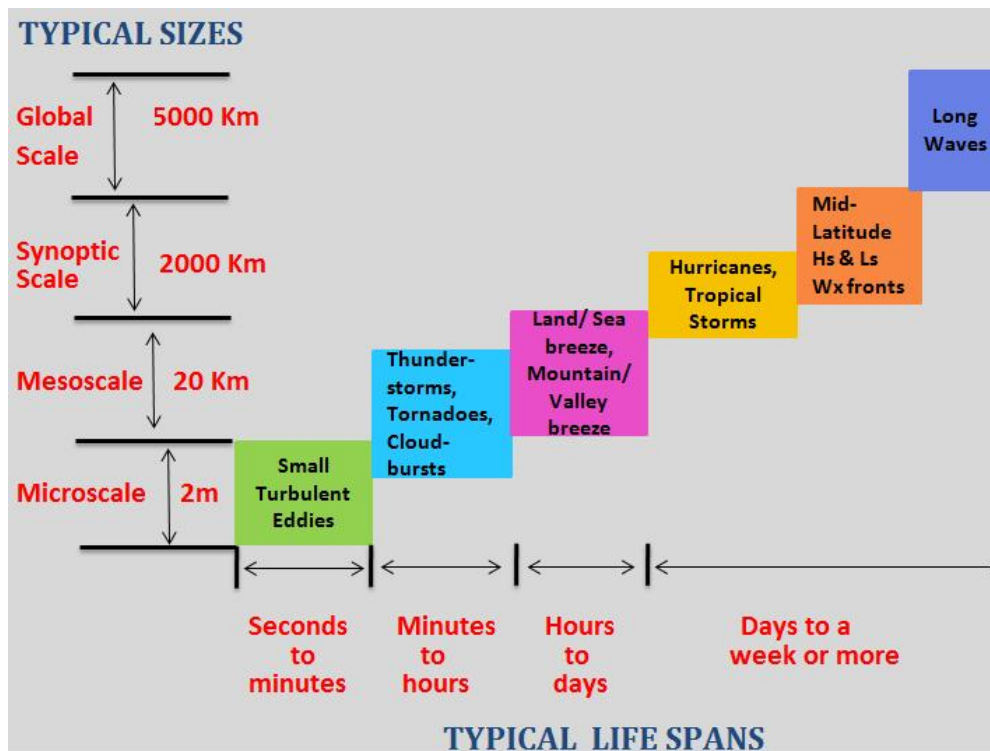 TYPICAL SIZES
Global
Scale
5000 Km
Synoptic
Scale
2000 Km
Mesoscale
20 Km
Microscale
2m
Small
Turbulent
Eddies
Thunder-
storms,
Tornadoes,
Cloud-
bursts
Land/ Sea
breeze,
Mountain/
Valley
breeze
Hurricanes,
Tropical
Storms
Mid-
Latitude
Hs & Ls
Wx fronts
Long
Waves
Seconds
to
minutes
Minutes
to
hours
Hours
to
days
Days to a
week or more
TYPICAL LIFE SPANS